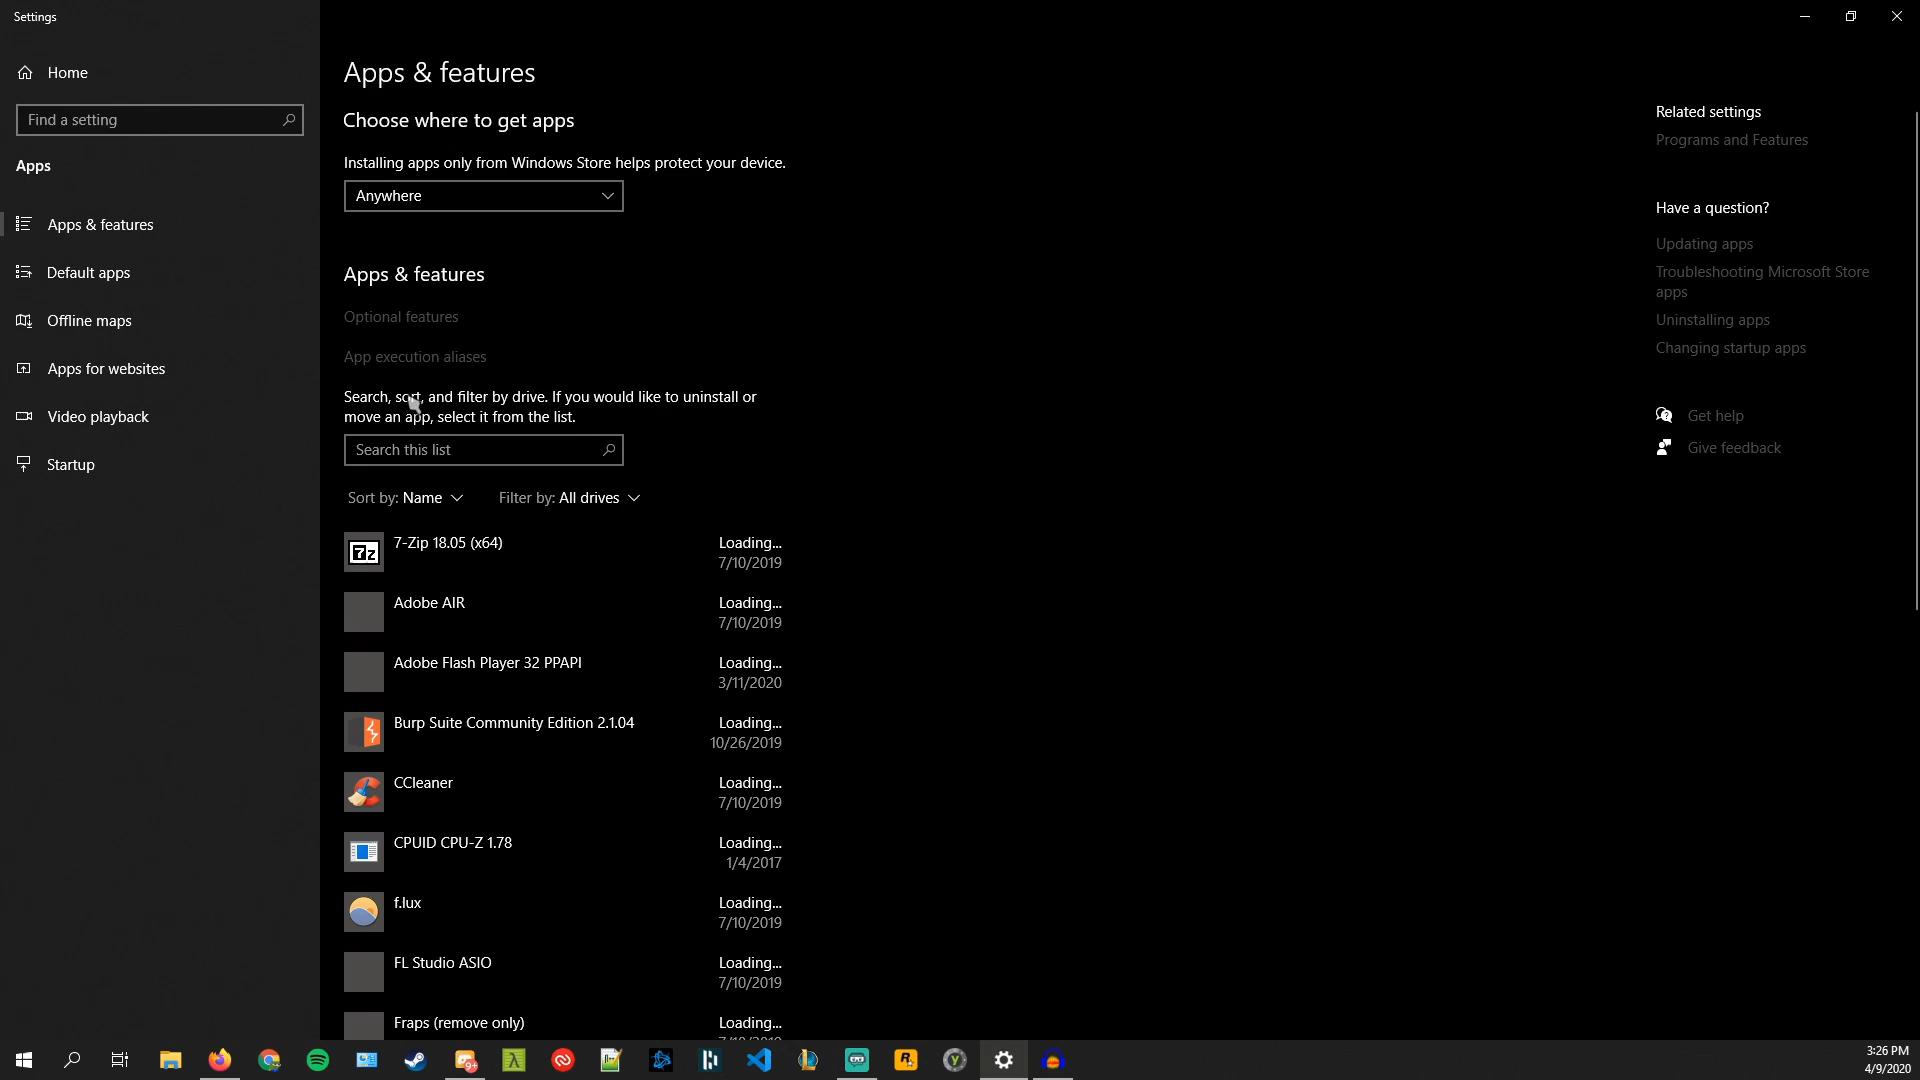 Settings
Home
Find a setting
Apps
Apps & features
Default apps
Offline maps
Apps for websites
Video playback
Startup
Apps & features
Choose where to get apps
Installing apps only from Windows Store helps protect your device.
Anywhere
Apps & features
Optional features
App execution aliases
Search, sort, and filter by drive. If you would like to uninstall or
move an app, select it from the list.
Search this list
Sort by: Name
Filter by: All drives
7-Zip 18.05 (x64)
Loading...
7/10/2019
Adobe AIR
Loading...
7/10/2019
Adobe Flash Player 32 PPAPI
Loading...
3/11/2020
Burp Suite Community Edition 2.1.04
Loading...
10/26/2019
CCleaner
Loading...
7/10/2019
CPUID CPU-Z 1.78
Loading...
1/4/2017
f.lux
Loading...
7/10/2019
FL Studio ASIO
Loading...
7/10/2019
Fraps (remove only)
Loading...
Related settings
Programs and Features
Have a question?
Updating apps
Troubleshooting Microsoft Store
apps
Uninstalling apps
Changing startup apps
Get help
Give feedback
9+
3:26 PM
4/9/2020